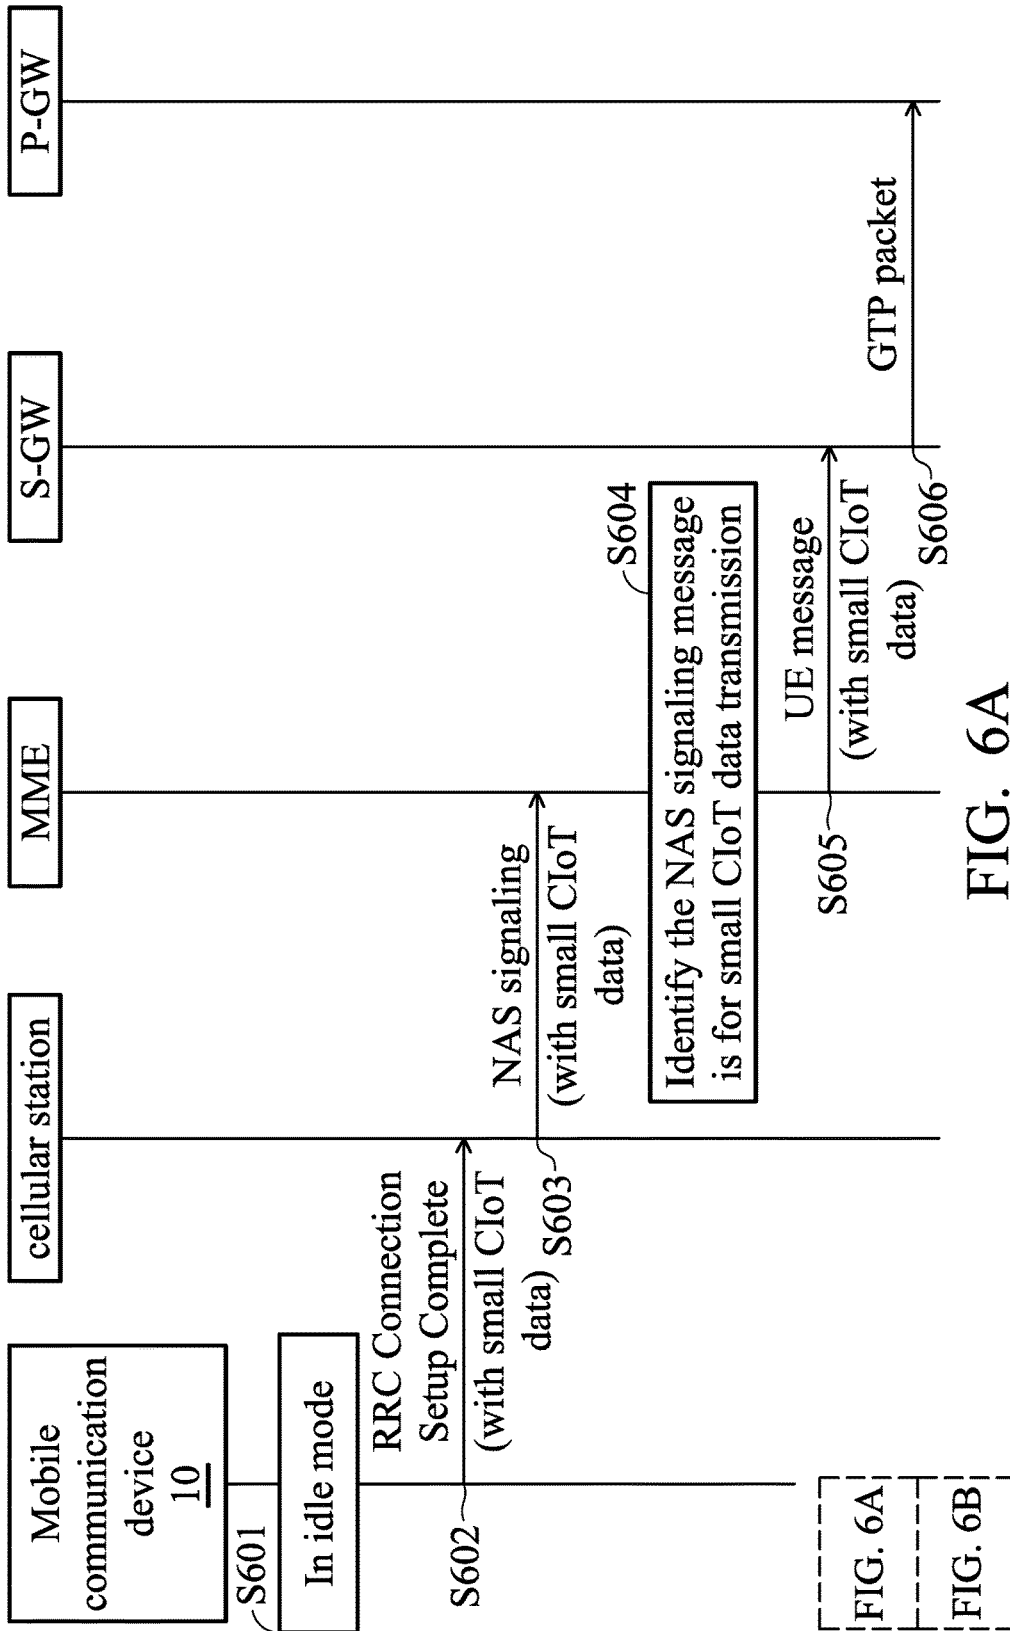 Mobile
communication
device
10
cellular station
MME
S-GW
P-GW
S601
In idle mode
RRC Connection
Setup Complete
(with small CIoT
data)
S602
NAS signaling
(with small CIoT
data)
S603
S604
Identify the NAS signaling message
is for small CIoT data transmission
UE message
(with small CIoT
data)
S605
GTP packet
S606
FIG. 6A
FIG. 6B
FIG. 6A